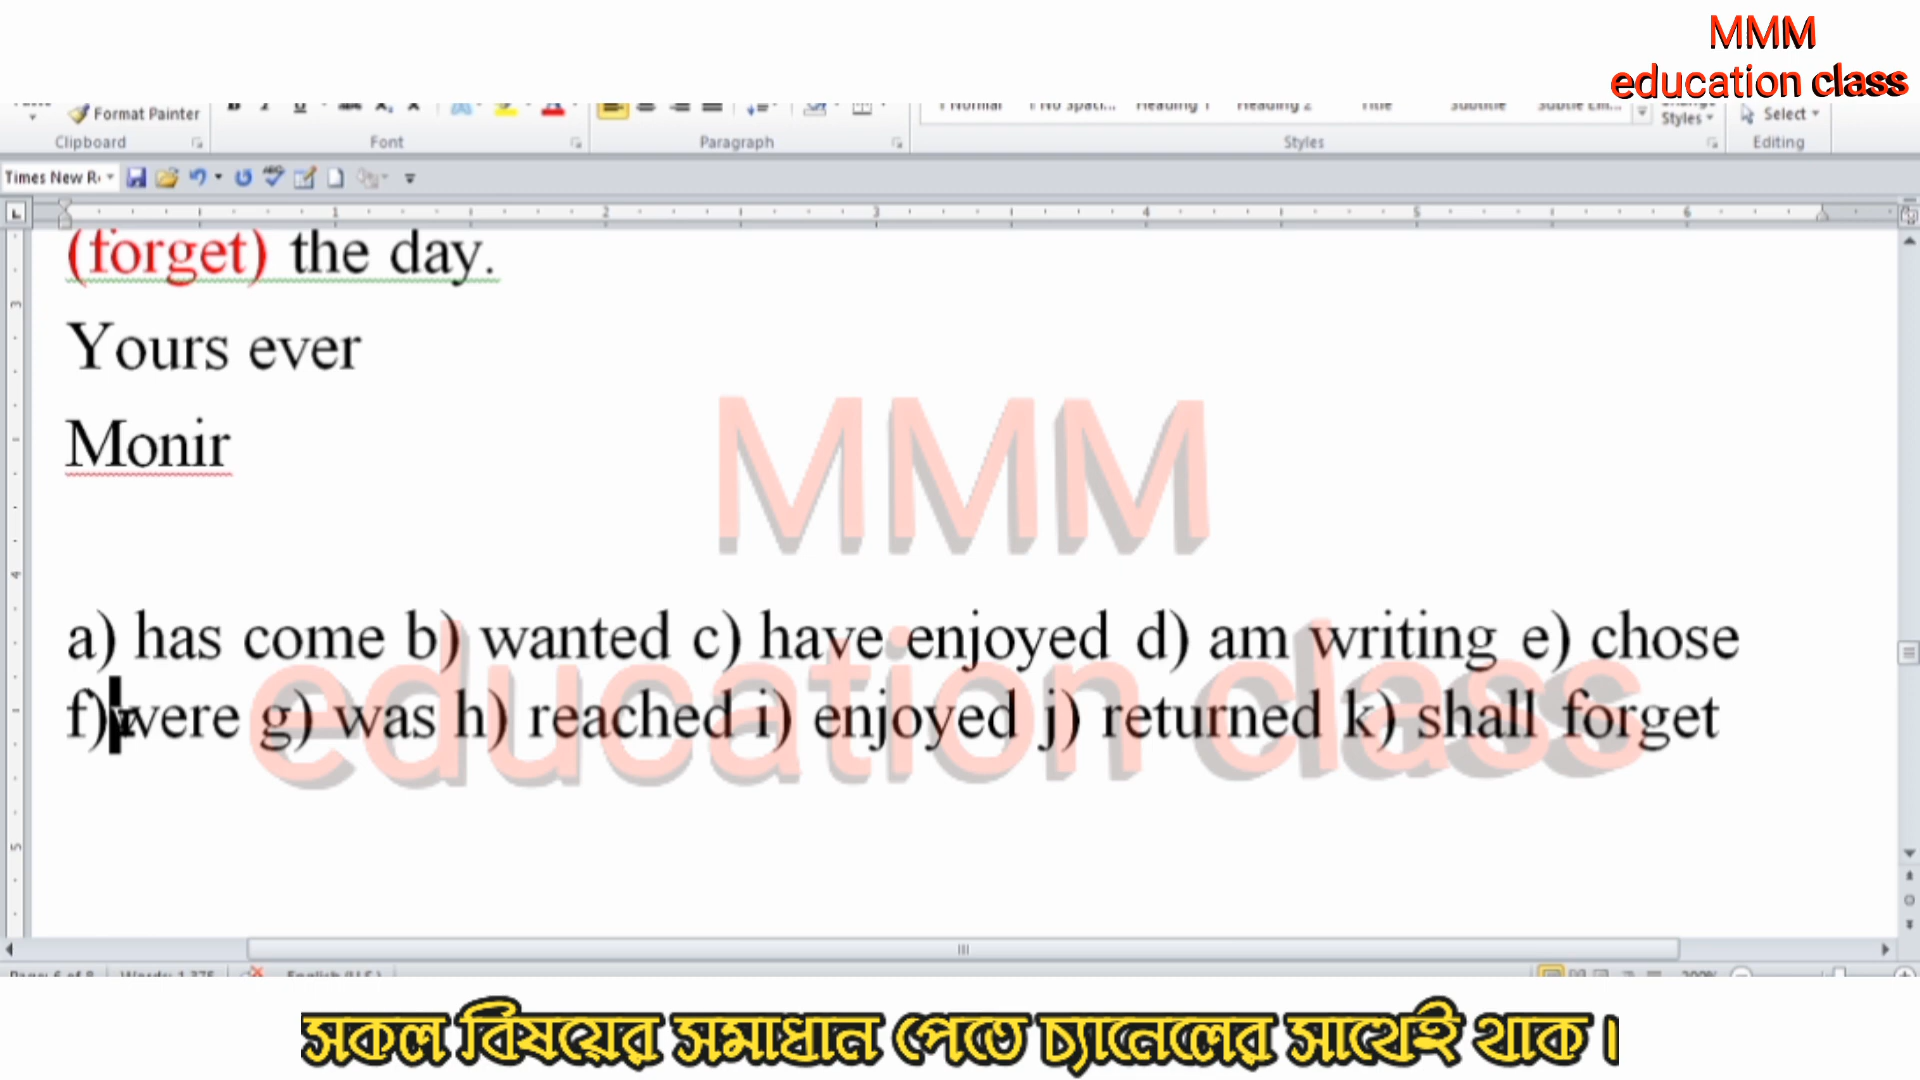 MMM
education class
Format Painter
Clipboard
Font
Paragraph
Styles
Styles
Select
Editing
Times New R
(forget) the day.
Yours ever
Monir
MMM
education class
a) has come b) wanted c) have enjoyed d) am writing e) chose
f) were g) was h) reached i) enjoyed j) returned k) shall forget
সকল বিষয়ের সমাধান পেতে চ্যানেলের সাথেই থাক।